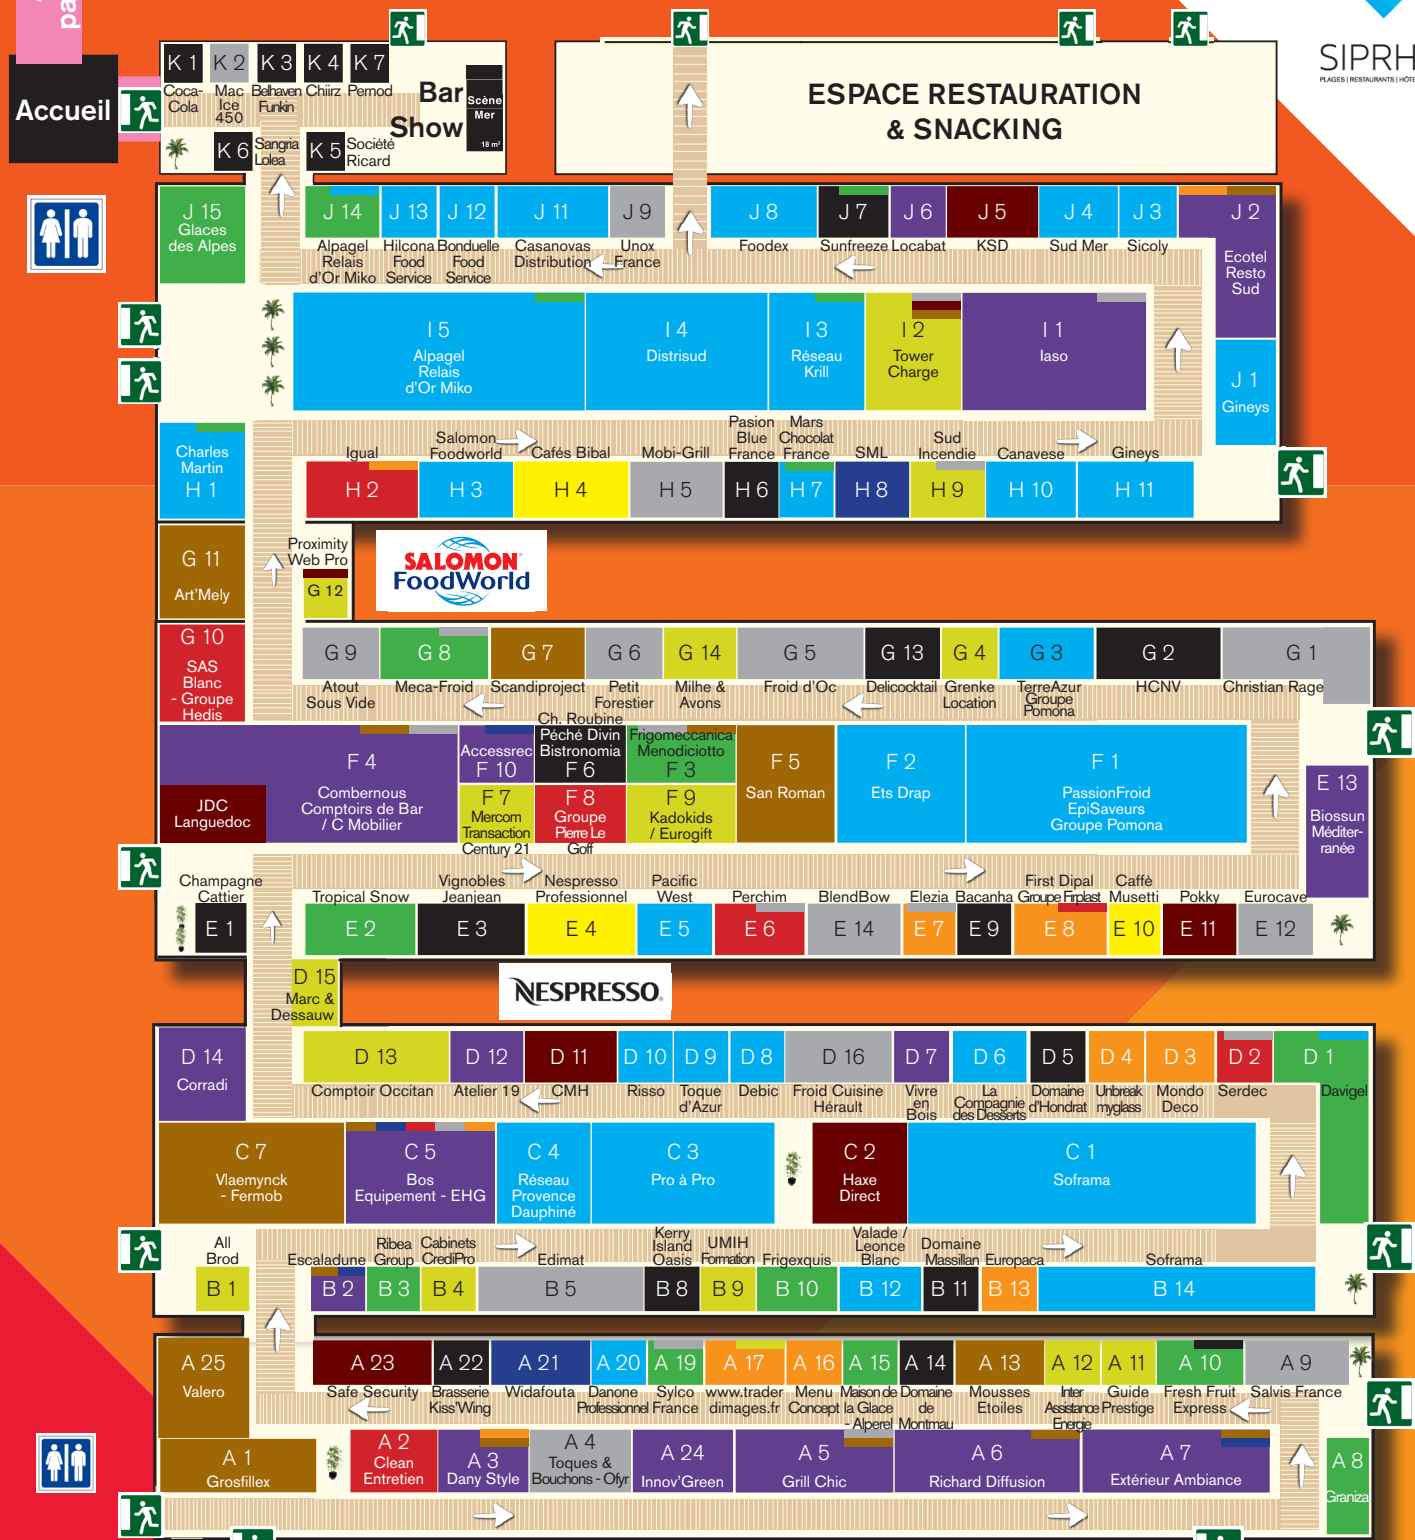 pa
Accueil
SIPRH
PLAGES | RESTAURANTS | HÔTE
K 1
K 2
K 3
K 4
K 7
Coca-
Cola
Mac
Ice
450
Belhaven
Funkin
Chiirz
Pernod
Bar
Show
Scène
Mer
18 m²
K 6
Sangria
Lolea
K 5
Société
Ricard
ESPACE RESTAURATION
& SNACKING
J 15
Glaces
des Alpes
J 14
J 13
J 12
J 11
J 9
J 8
J 7
J 6
J 5
J 4
J 3
J 2
Alpagel
Relais
d'Or Miko
Hilcona
Food
Service
Bonduelle
Food
Service
Casanovas
Distribution
Unox
France
Foodex
Sunfreeze
Locabat
KSD
Sud Mer
Sicoly
Ecotel
Resto
Sud
I 5
Alpagel
Relais
d'Or Miko
I 4
Distrisud
I 3
Réseau
Krill
I 2
Tower
Charge
I 1
Iaso
J 1
Gineys
Charles
Martin
H 1
Igual
Salomon
Foodworld
Cafés Bibal
Mobi-Grill
Pasion
Blue
France
Mars
Chocolat
France
SML
Sud
Incendie
Canavese
Gineys
H 2
H 3
H 4
H 5
H 6
H 7
H 8
H 9
H 10
H 11
G 11
Art'Mely
Proximity
Web Pro
G 12
SALOMON
FoodWorld
G 10
SAS
Blanc
- Groupe
Hedis
G 9
G 8
G 7
G 6
G 14
G 5
G 13
G 4
G 3
G 2
G 1
Atout
Sous Vide
Meca-Froid
Scandiproject
Petit
Forestier
Milhe &
Avons
Froid d'Oc
Delicocktail
Grenke
Location
TerreAzur
Groupe
Pomona
HCNV
Christian Rage
F 4
Combernous
Comptoirs de Bar
/ C Mobilier
JDC
Languedoc
Accessrec
F 10
Ch. Roubine
Péché Divin
Bistronomia
F 6
Frigomeccanica
Menodiciotto
F 3
F 7
Mercom
Transaction
Century 21
F 8
Groupe
Pierre Le
Goff
F 9
Kadokids
/ Eurogift
F 5
San Roman
F 2
Ets Drap
F 1
PassionFroid
EpiSaveurs
Groupe Pomona
E 13
Biossun
Méditer-
ranée
Champagne
Cattier
E 1
Tropical Snow
Vignobles
Jeanjean
Nespresso
Professionnel
Pacific
West
Perchim
BlendBow
Elezia
Bacanha
First Dipal
Groupe Firplast
Caffè
Musetti
Pokky
Eurocave
E 2
E 3
E 4
E 5
E 6
E 14
E 7
E 9
E 8
E 10
E 11
E 12
D 15
Marc &
Dessauw
NESPRESSO
D 14
Corradi
D 13
D 12
D 11
D 10
D 9
D 8
D 16
D 7
D 6
D 5
D 4
D 3
D 2
D 1
Comptoir Occitan
Atelier 19
CMH
Risso
Toque
d'Azur
Debic
Froid Cuisine
Hérault
Vivre
en
Bois
La
Compagnie
des Desserts
Domaine
d'Hondrat
Unbreak
myglass
Mondo
Deco
Serdec
Davigel
C 7
Vlaemynck
- Fermob
C 5
Bos
Equipement - EHG
C 4
Réseau
Provence
Dauphiné
C 3
Pro à Pro
C 2
Haxe
Direct
C 1
Soframa
All
Brod
B 1
Escaladune
Ribea
Group
Cabinets
CrediPro
Edimat
Kerry
Island
Oasis
UMIH
Formation
Frigexquis
Valade /
Leonce
Blanc
Domaine
Massillan
Europaca
Soframa
B 2
B 3
B 4
B 5
B 8
B 9
B 10
B 12
B 11
B 13
B 14
A 25
Valero
A 23
A 22
A 21
A 20
A 19
A 17
A 16
A 15
A 14
A 13
A 12
A 11
A 10
A 9
Safe Security
Brasserie
Kiss'Wing
Widafouta
Danone
Professionnel
Sylco
France
www.trader
dimages.fr
Menu
Concept
Maison de
la Glace
- Alperel
Domaine
de
Montmau
Mousses
Etoiles
Inter
Assistance
Energie
Guide
Prestige
Fresh Fruit
Express
Salvis France
A 1
Grosfillex
A 2
Clean
Entretien
A 3
Dany Style
A 4
Toques &
Bouchons - Ofyr
A 24
Innov'Green
A 5
Grill Chic
A 6
Richard Diffusion
A 7
Extérieur Ambiance
A 8
Graniza